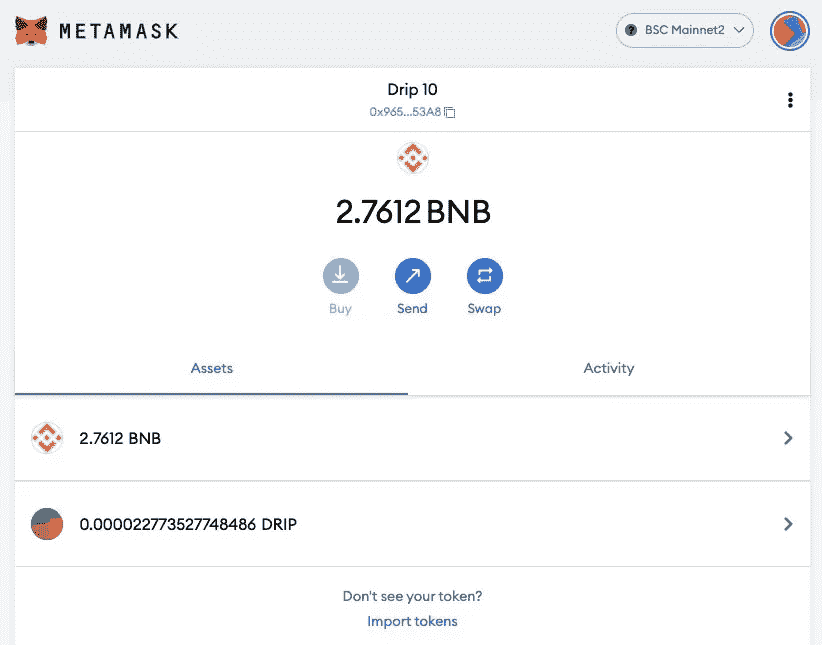 METAMASK
BSC Mainnet2
Drip 10
0x965...53A8
2.7612 BNB
Buy
Send
Swap
Assets
Activity
2.7612 BNB
0.000022773527748486 DRIP
Don't see your token?
Import tokens